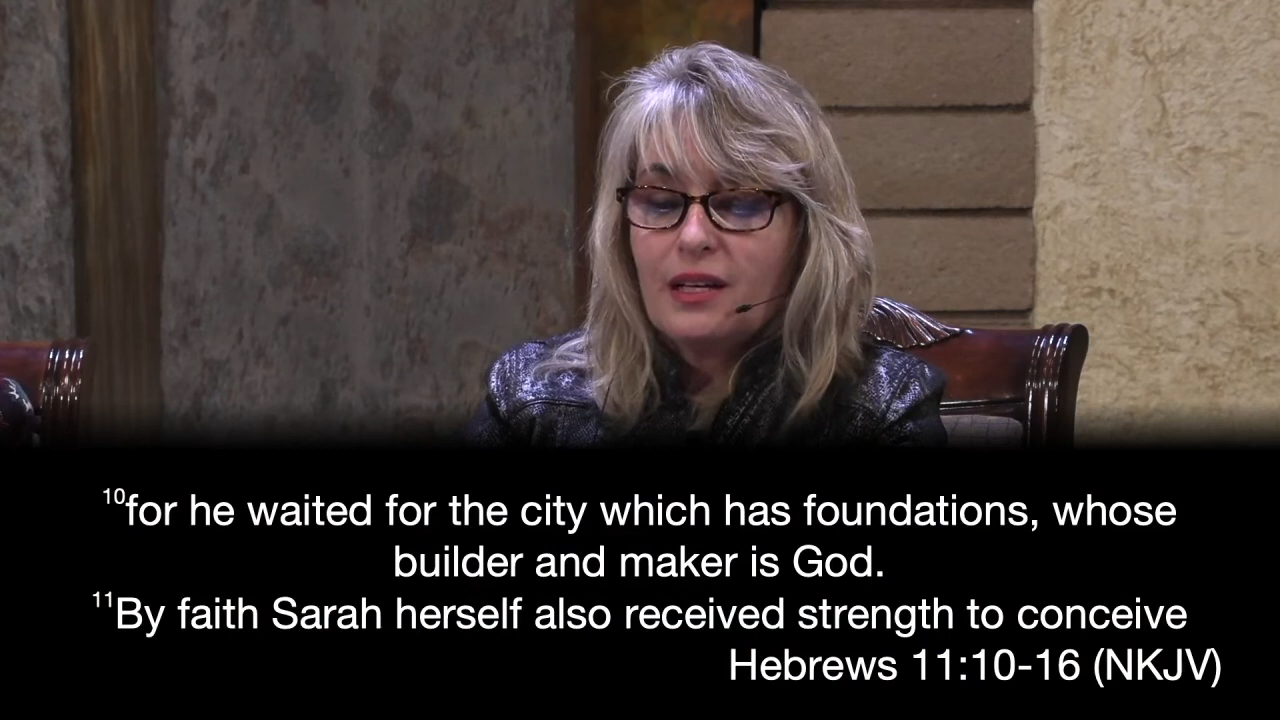 10for he waited for the city which has foundations, whose
builder and maker is God.
11By faith Sarah herself also received strength to conceive
Hebrews 11:10-16 (NKJV)